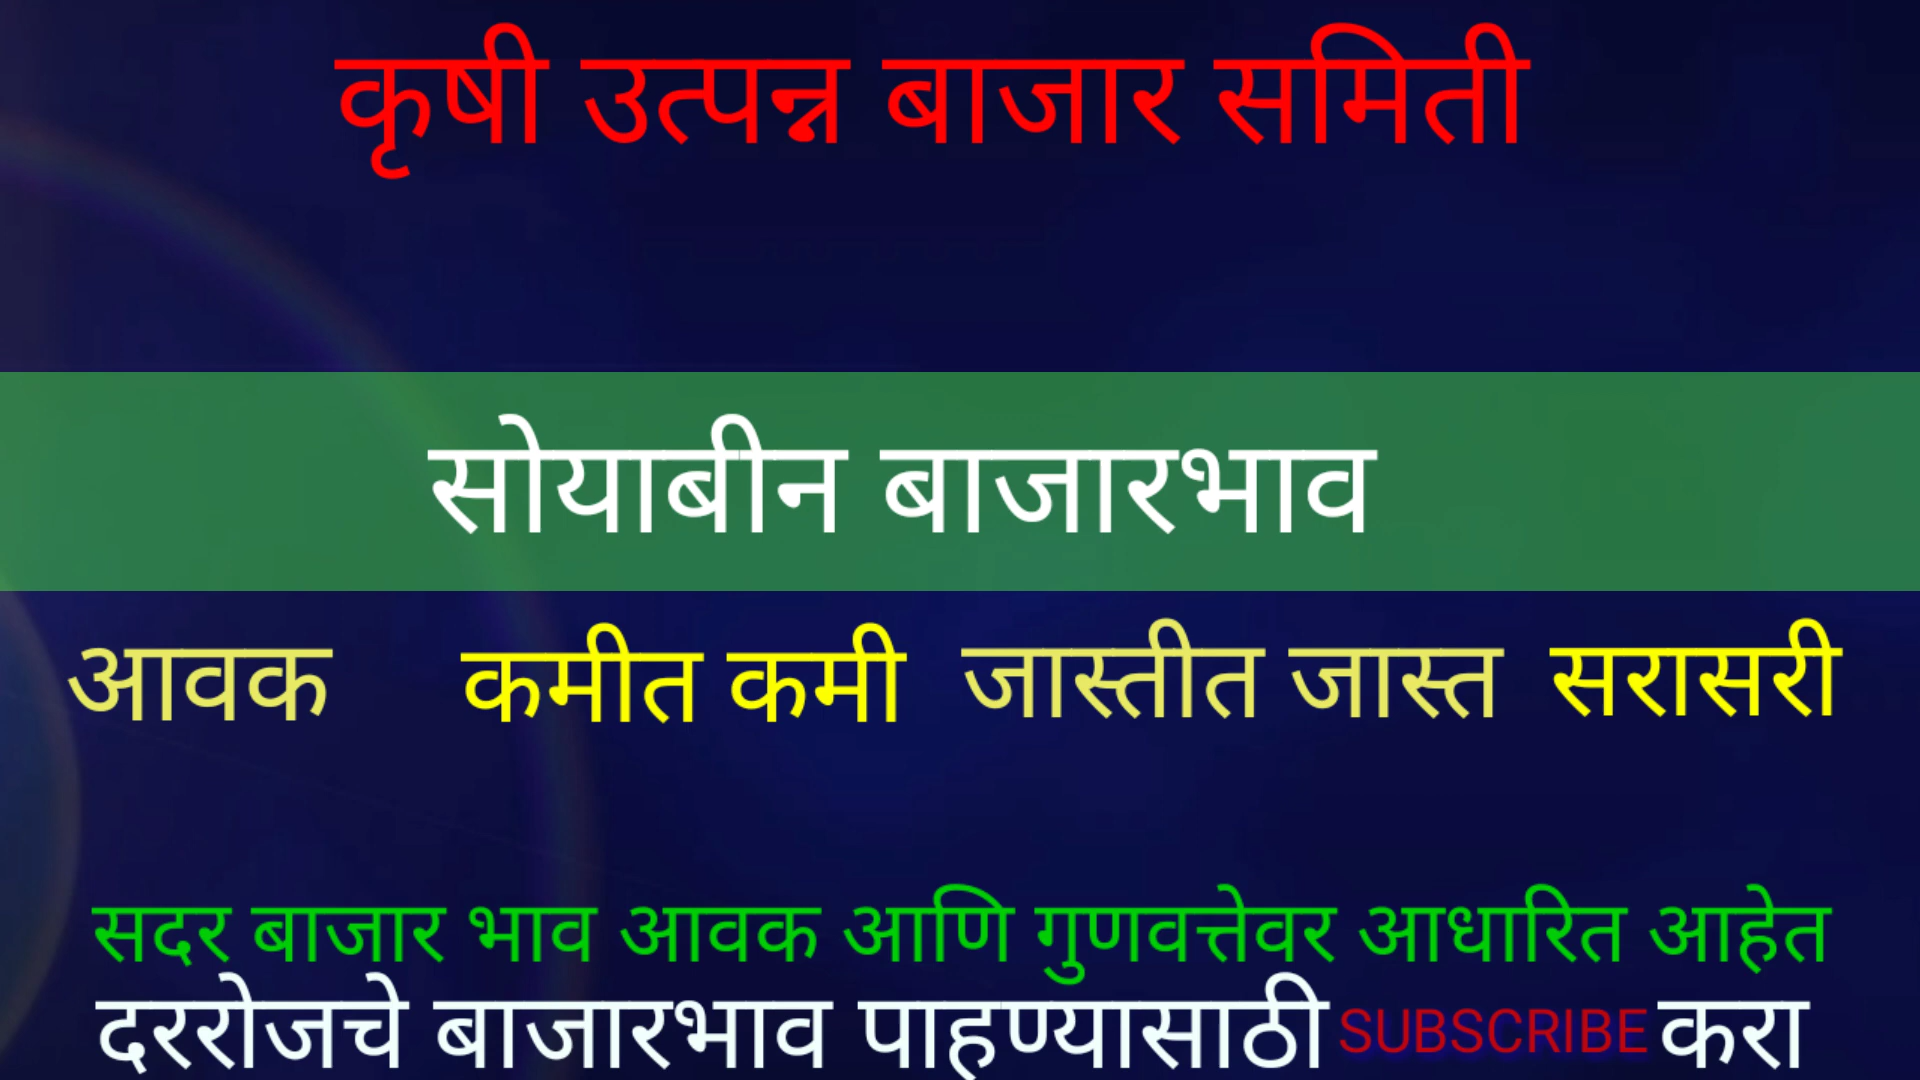 कृषी उत्पन्न बाजार समिती
सोयाबीन बाजारभाव
आवक कमीत कमी जास्तीत जास्त सरासरी
सदर बाजार भाव आवक आणि गुणवत्तेवर आधारित आहेत
दररोजचे बाजारभाव पाहण्यासाठी SUBSCRIBE करा